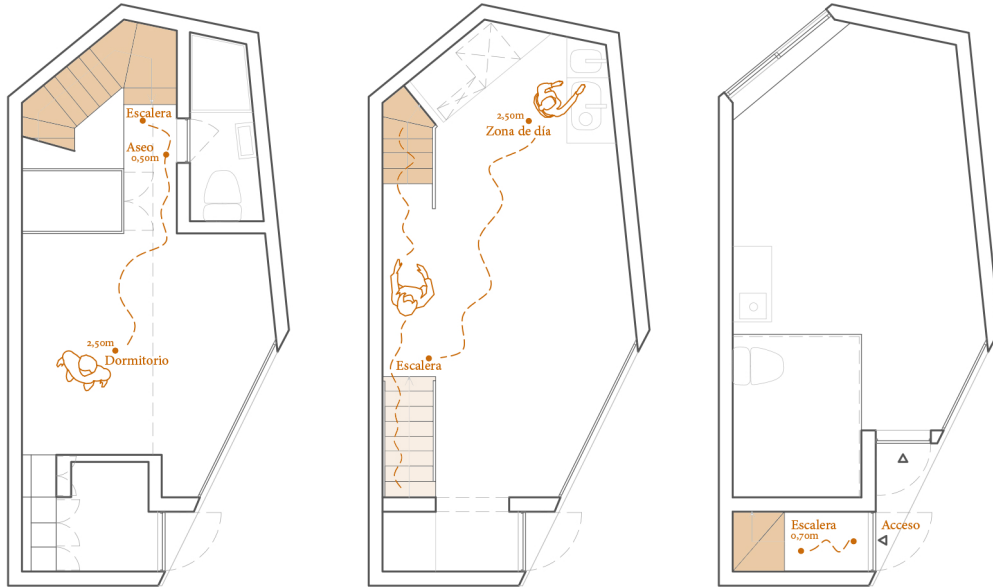 Escalera
Aseo
0,50m
2,50m
Dormitorio
2,50m
Zona de día
Escalera
Escalera
0,70m
Acceso